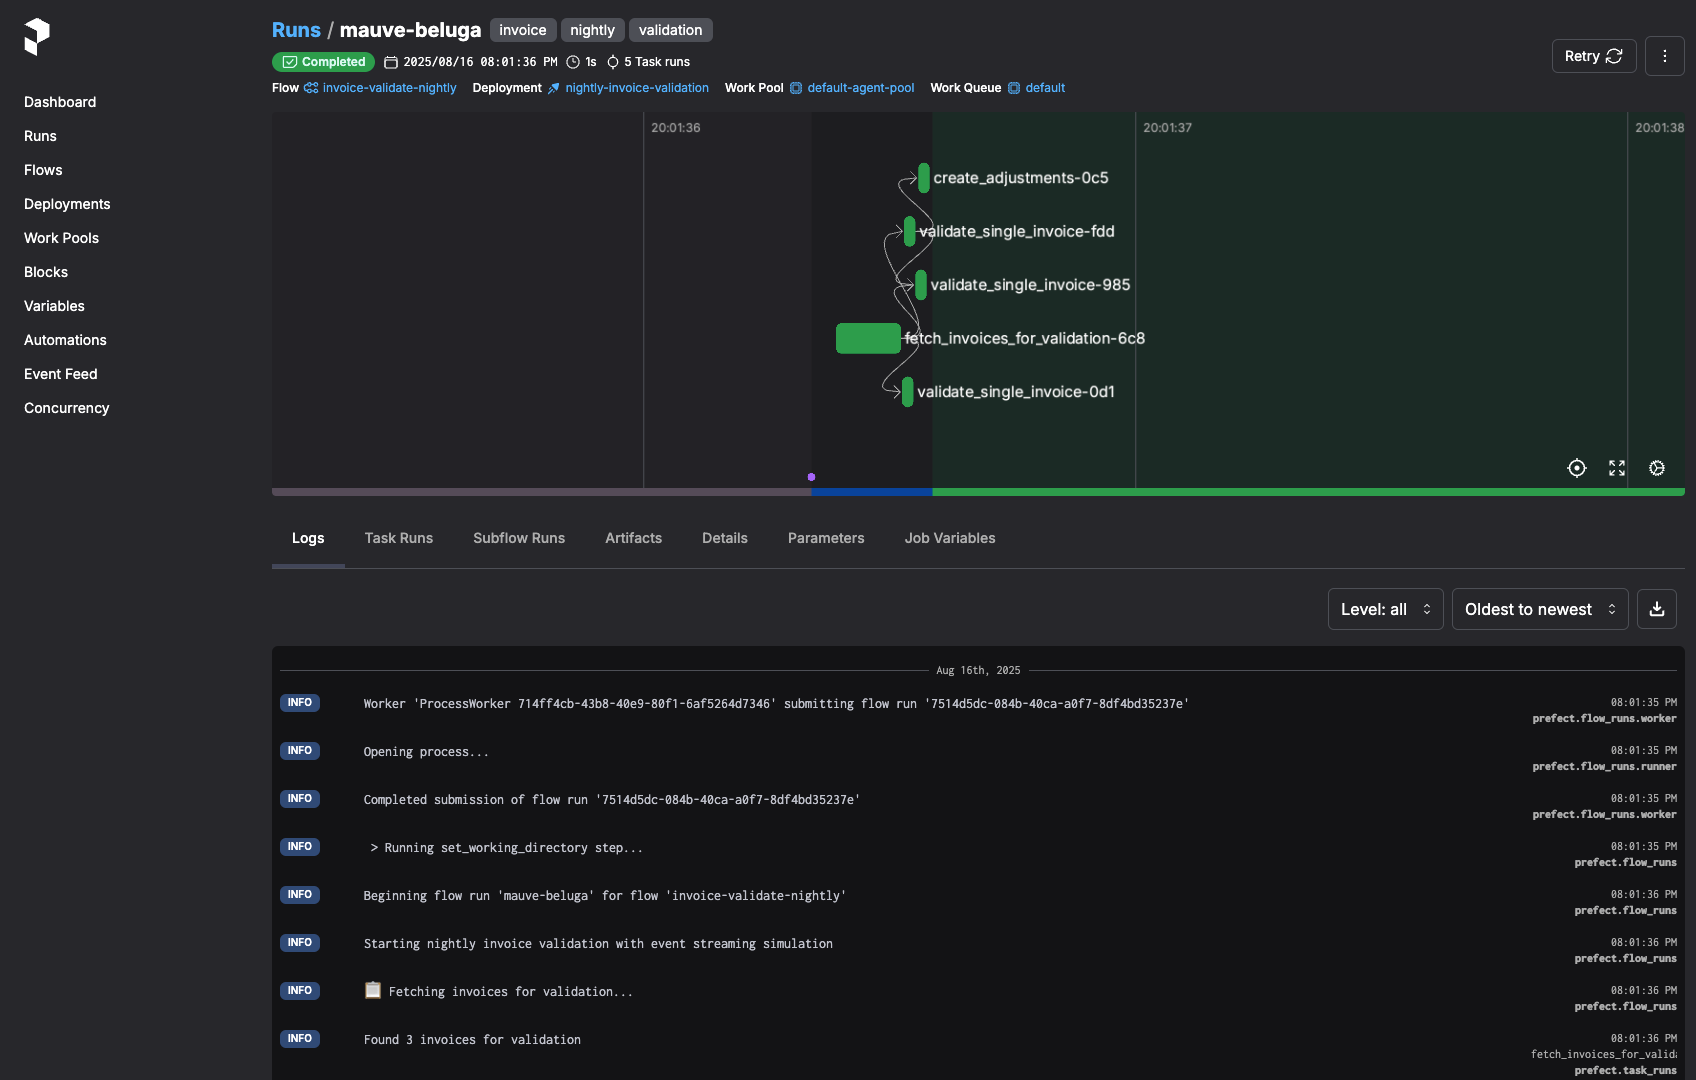 Runs / mauve-beluga invoice nightly validation
Completed 2025/08/16 08:01:36 PM 1s 5 Task runs
Retry
Flow invoice-validate-nightly Deployment nightly-invoice-validation Work Pool default-agent-pool Work Queue default
Dashboard
Runs
Flows
Deployments
Work Pools
Blocks
Variables
Automations
Event Feed
Concurrency
20:01:36 20:01:37 20:01:38
create_adjustments-0c5
validate_single_invoice-fdd
validate_single_invoice-985
fetch_invoices_for_validation-6c8
validate_single_invoice-0d1
Logs Task Runs Subflow Runs Artifacts Details Parameters Job Variables
Level: all Oldest to newest
Aug 16th, 2025
INFO Worker 'ProcessWorker 714ff4cb-43b8-40e9-80f1-6af5264d7346' submitting flow run '7514d5dc-084b-40ca-a0f7-8df4bd35237e' 08:01:35 PM
prefect.flow_runs.worker
INFO Opening process... 08:01:35 PM
prefect.flow_runs.runner
INFO Completed submission of flow run '7514d5dc-084b-40ca-a0f7-8df4bd35237e' 08:01:35 PM
prefect.flow_runs.worker
INFO > Running set_working_directory step... 08:01:35 PM
prefect.flow_runs
INFO Beginning flow run 'mauve-beluga' for flow 'invoice-validate-nightly' 08:01:36 PM
prefect.flow_runs
INFO Starting nightly invoice validation with event streaming simulation 08:01:36 PM
prefect.flow_runs
INFO 📋 Fetching invoices for validation... 08:01:36 PM
prefect.flow_runs
INFO Found 3 invoices for validation 08:01:36 PM
fetch_invoices_for_valida
prefect.task_runs